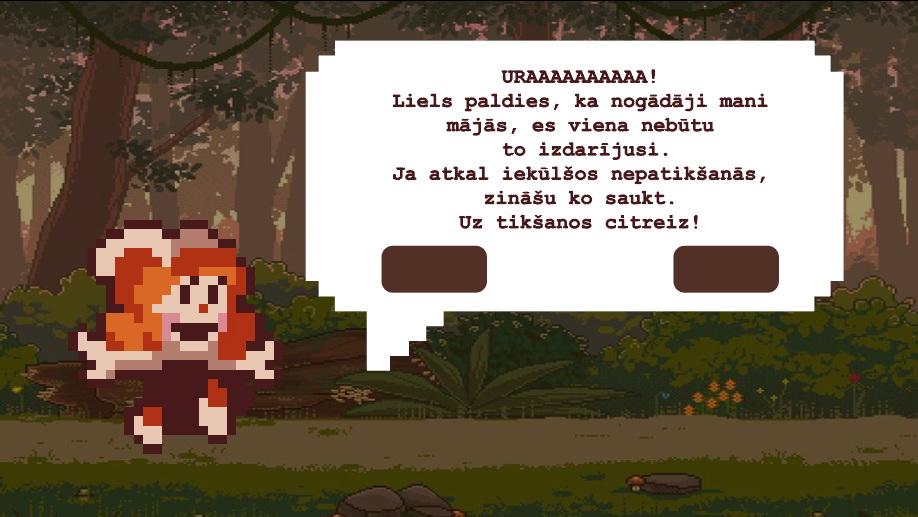 URAAAAAAAAAA!
Liels paldies, ka nogādāji mani
mājās, es viena nebūtu
to izdarījusi.
Ja atkal iekūlšos nepatikšanās,
zināšu ko saukt.
Uz tikšanos citreiz!